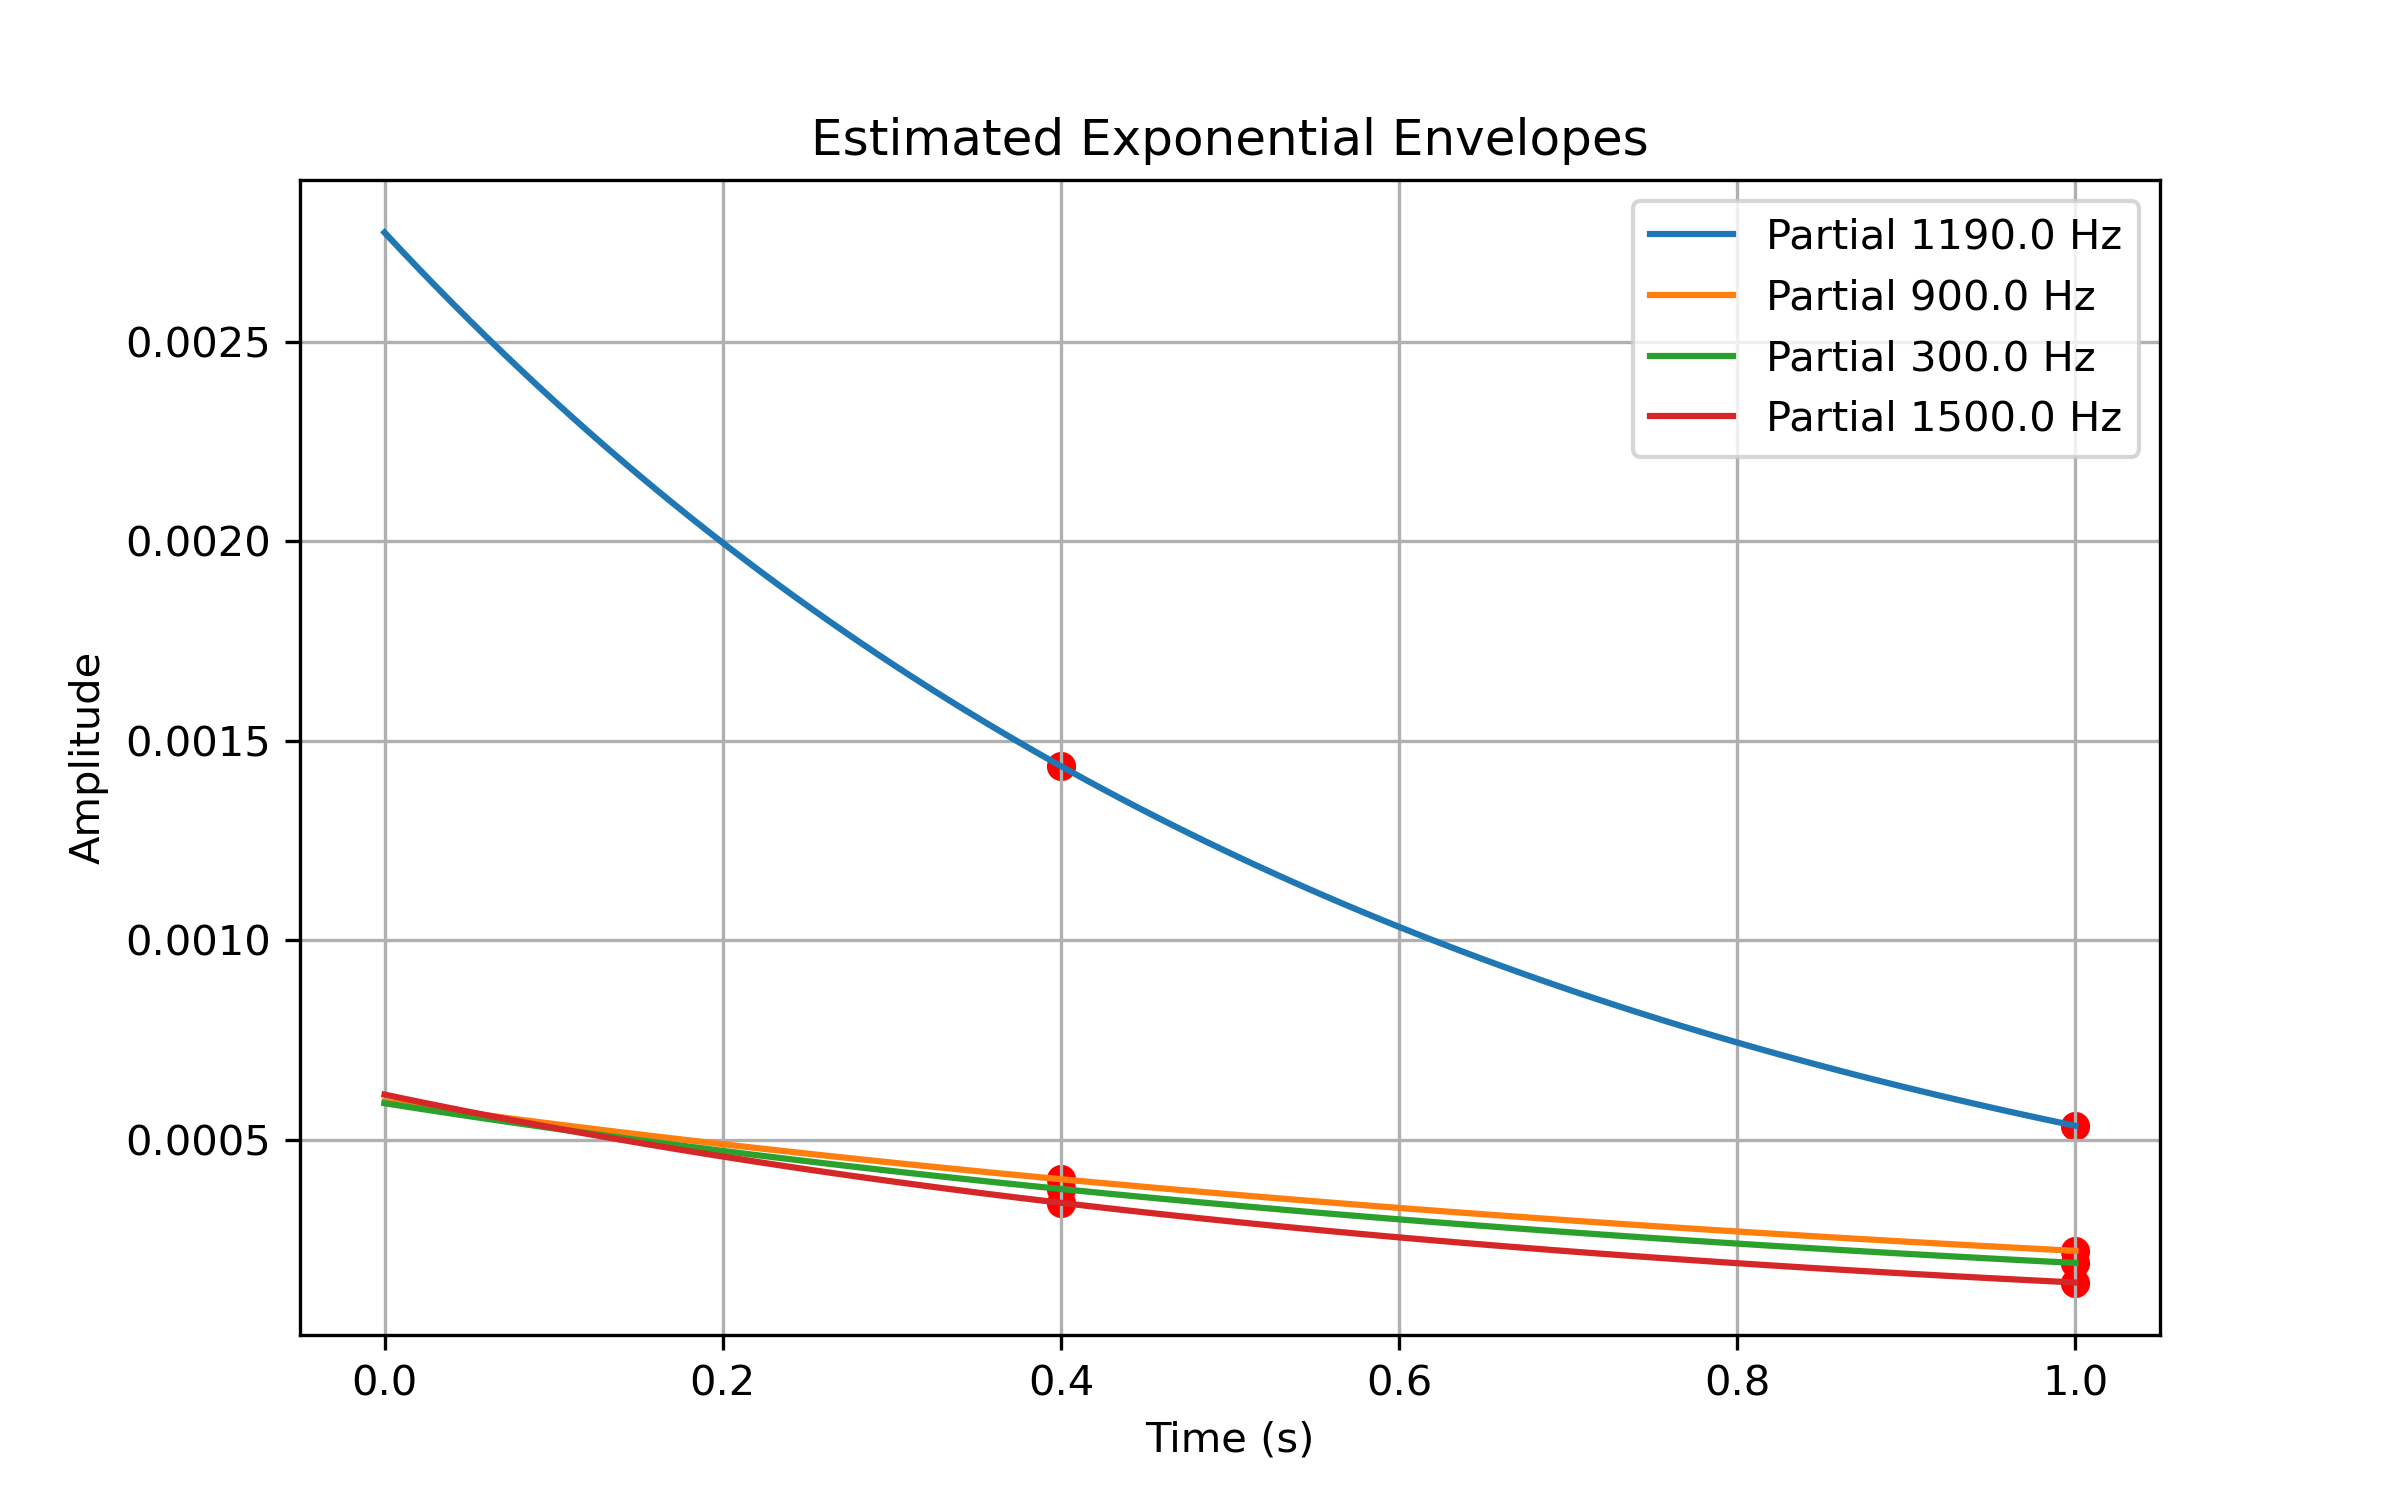 Estimated Exponential Envelopes
Partial 1190.0 Hz
Partial 900.0 Hz
Partial 300.0 Hz
Partial 1500.0 Hz
0.0025
0.0020
0.0015
0.0010
0.0005
Amplitude
0.0 0.2 0.4 0.6 0.8 1.0
Time (s)